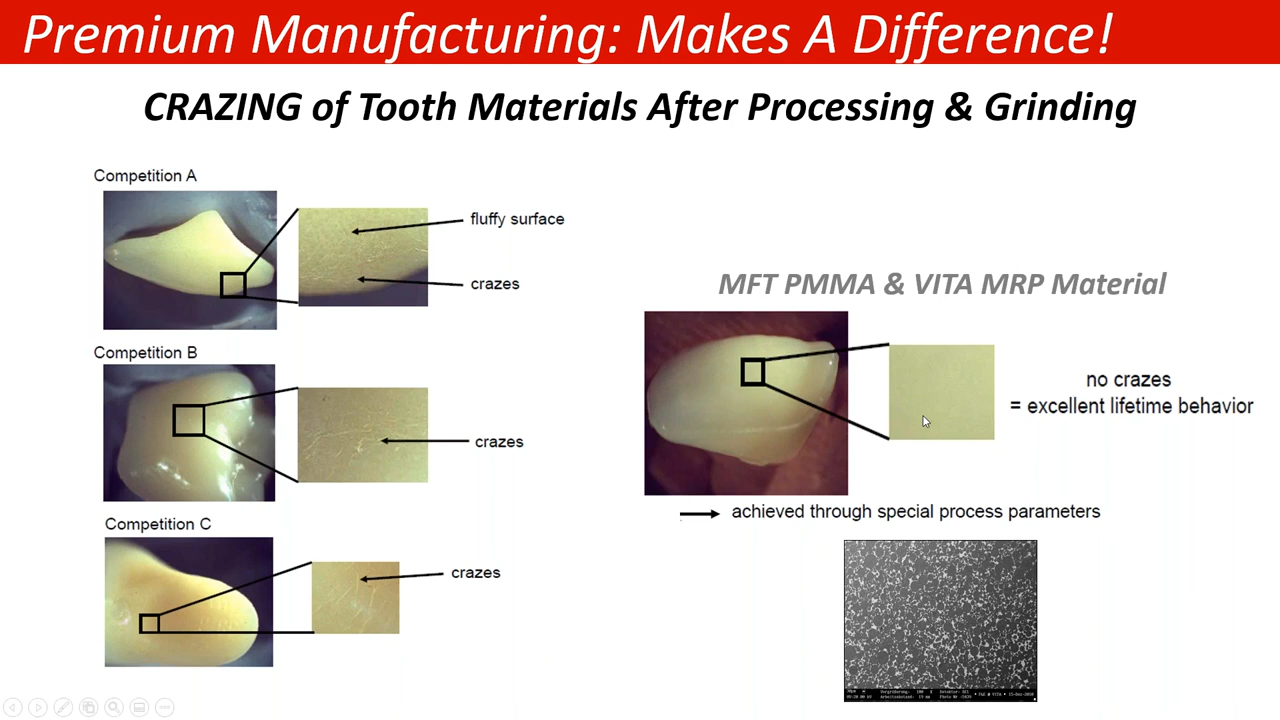 Premium Manufacturing: Makes A Difference!
CRAZING of Tooth Materials After Processing & Grinding
Competition A
fluffy surface
crazes
Competition B
crazes
Competition C
crazes
MFT PMMA & VITA MRP Material
no crazes
= excellent lifetime behavior
achieved through special process parameters